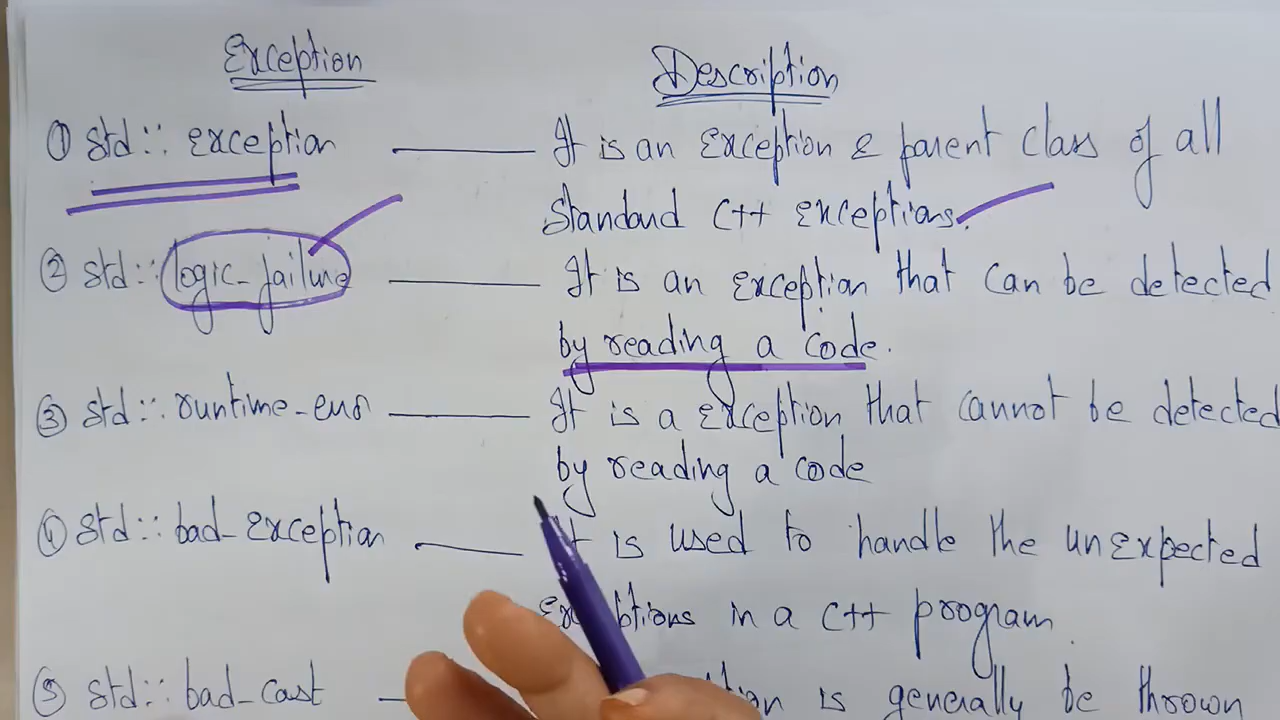 Exception Description
① std:: exception — It is an exception & parent class of all
Standard C++ exceptions.
② std:: logic_failure — It is an exception that can be detected
by reading a code.
③ std:: runtime_error — It is a exception that cannot be detected
by reading a code
④ std:: bad_exception — It is used to handle the unexpected
Exceptions in a C++ program.
⑤ std:: bad_cast — is generally be thrown